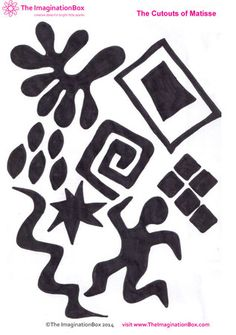 The ImaginationBox
The Cutouts of Matisse
©The ImaginationBox 2014
visit www.TheImaginationBox.com